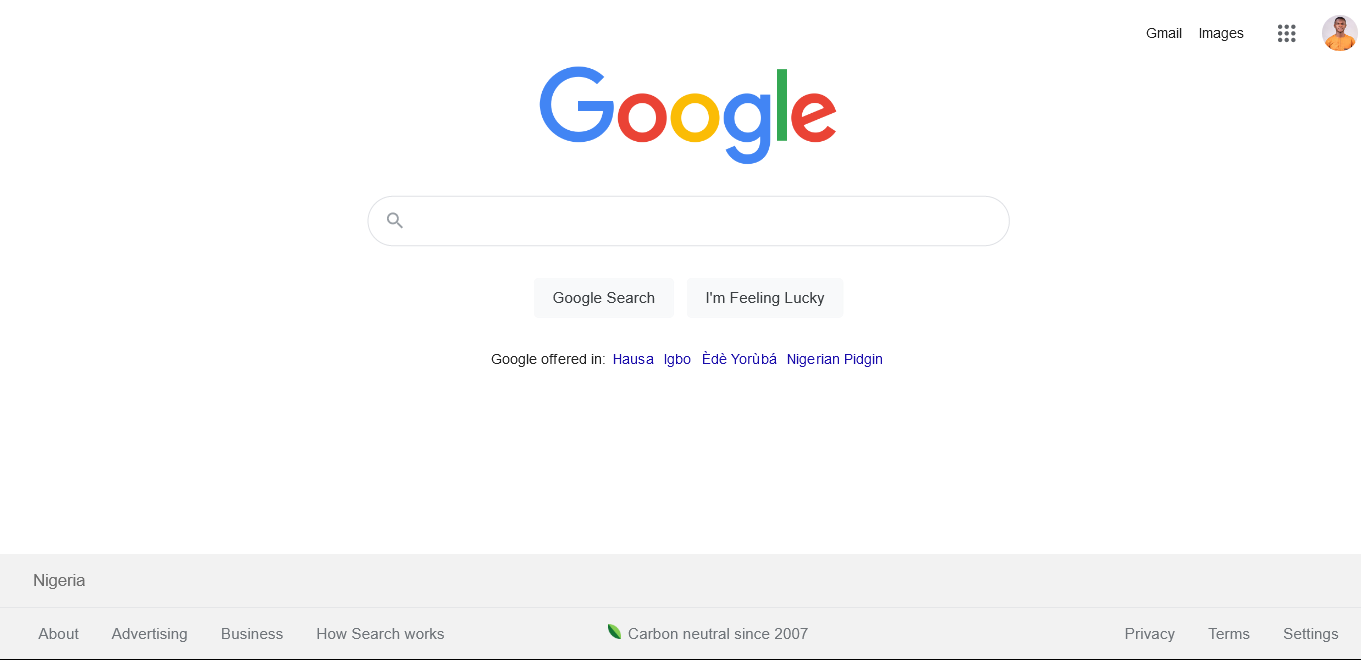 Gmail Images
Google
Google Search I'm Feeling Lucky
Google offered in: Hausa Igbo Èdè Yorùbá Nigerian Pidgin
Nigeria
About Advertising Business How Search works Carbon neutral since 2007 Privacy Terms Settings